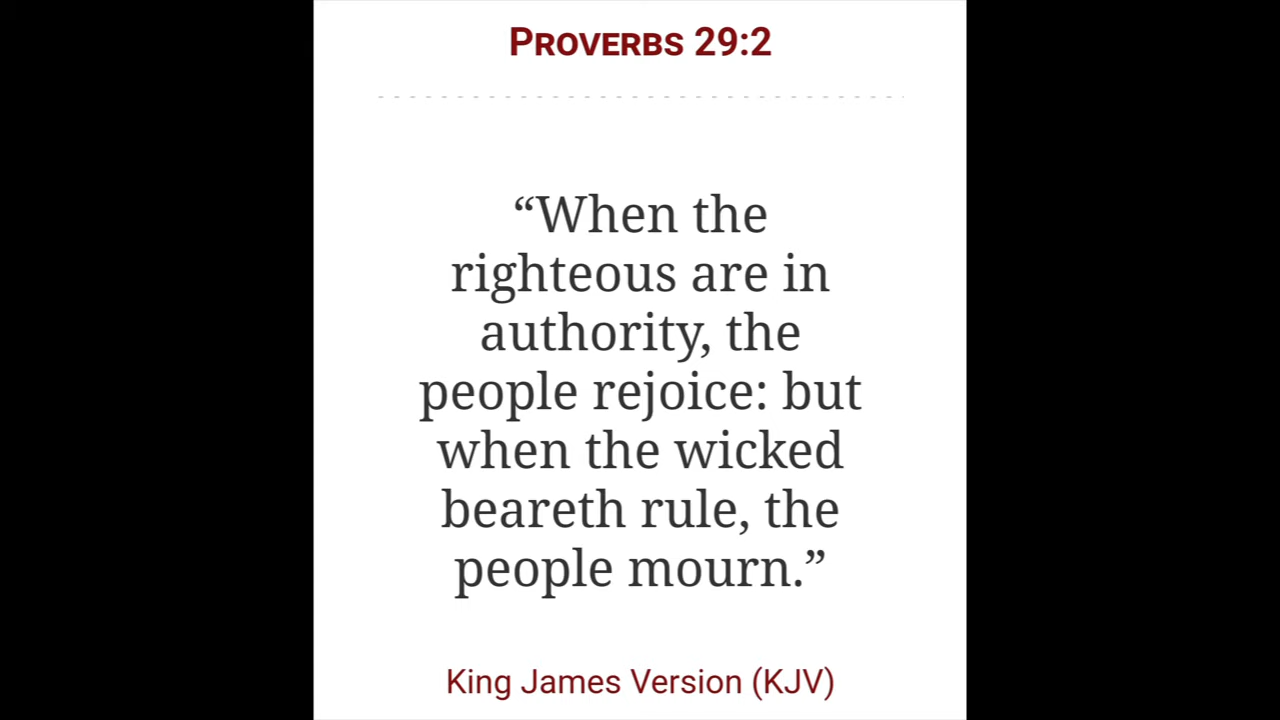 Proverbs 29:2
“When the
righteous are in
authority, the
people rejoice: but
when the wicked
beareth rule, the
people mourn.”
King James Version (KJV)